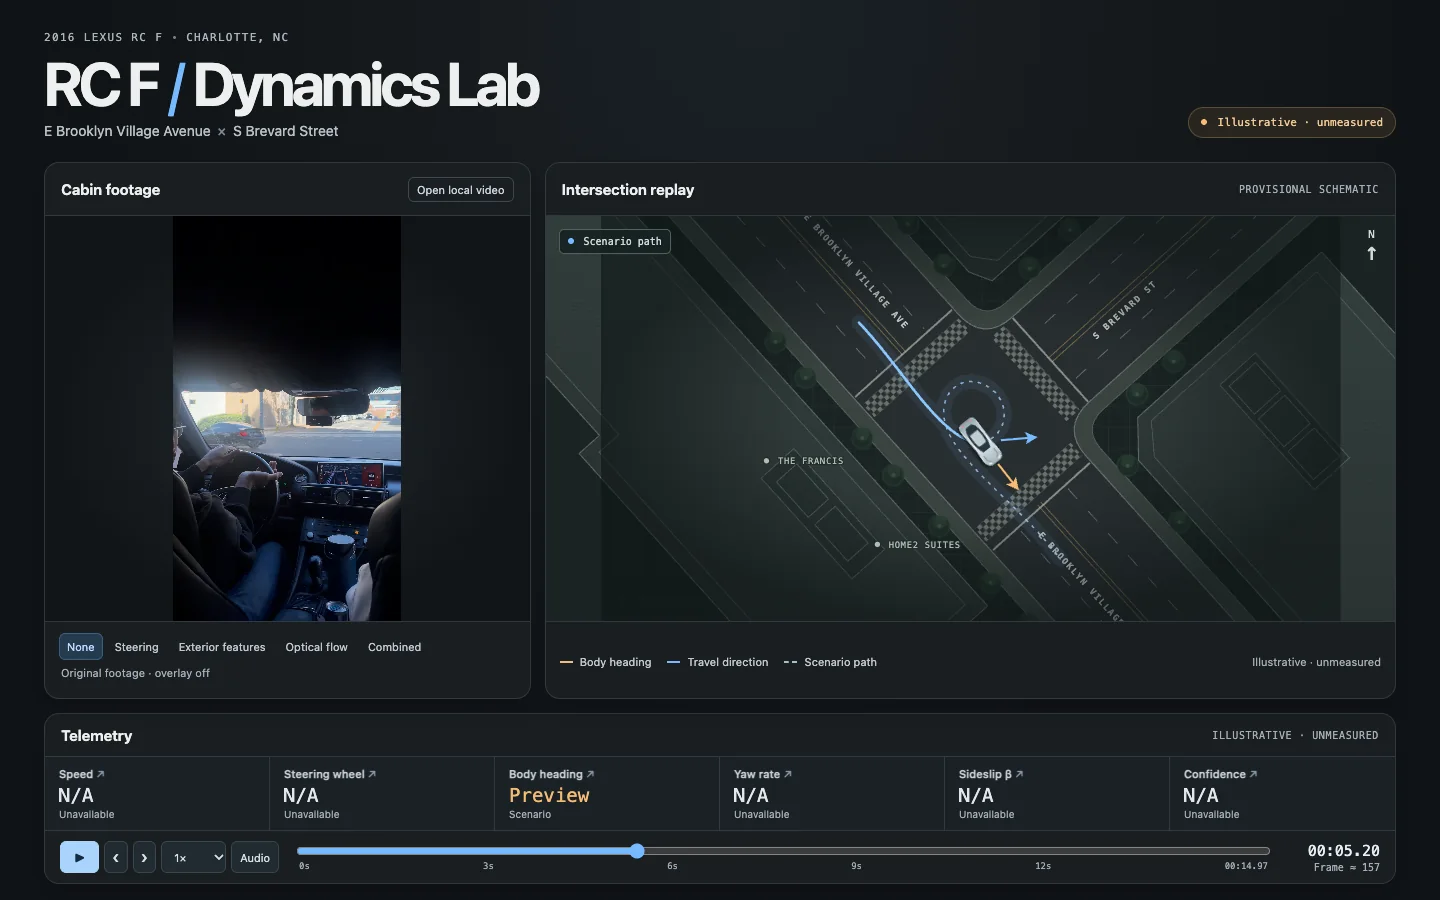 2016 LEXUS RC F • CHARLOTTE, NC
RC F / Dynamics Lab
E Brooklyn Village Avenue × S Brevard Street
Illustrative · unmeasured
Cabin footage
Open local video
Intersection replay
PROVISIONAL SCHEMATIC
Scenario path
N
E BROOKLYN VILLAGE AVE
S BREVARD ST
THE FRANCIS
HOME2 SUITES
E BROOKLYN VILLAGE
None
Steering
Exterior features
Optical flow
Combined
Original footage · overlay off
Body heading
Travel direction
Scenario path
Illustrative · unmeasured
Telemetry
ILLUSTRATIVE · UNMEASURED
Speed ↗
N/A
Unavailable
Steering wheel ↗
N/A
Unavailable
Body heading ↗
Preview
Scenario
Yaw rate ↗
N/A
Unavailable
Sideslip β ↗
N/A
Unavailable
Confidence ↗
N/A
Unavailable
1×
Audio
0s
3s
6s
9s
12s
00:14.97
00:05.20
Frame ≈ 157